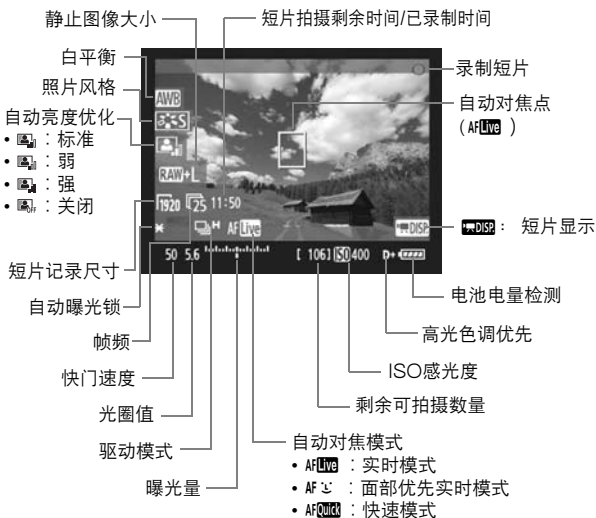 静止图像大小
短片拍摄剩余时间/已录制时间
白平衡
录制短片
照片风格
自动对焦点
自动亮度优化
(AF Live)
• : 标准
• : 弱
• : 强
• OFF : 关闭
AWB
S
RAW+L
1920 25 11:50
H AF Live
DISP.
DISP. : 短片显示
50 5.6 [ 106] ISO 400 D+
短片记录尺寸
电池电量检测
自动曝光锁
高光色调优先
帧频
ISO感光度
快门速度
剩余可拍摄数量
光圈值
驱动模式
自动对焦模式
• AF Live : 实时模式
曝光量
• AF : 面部优先实时模式
• AF Quick : 快速模式